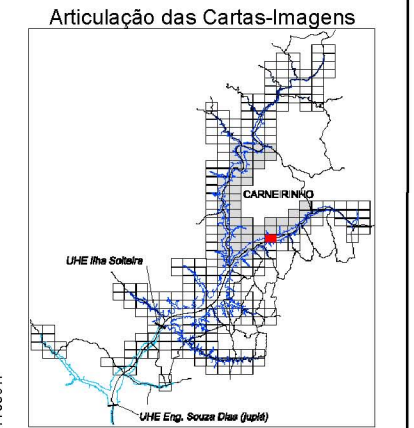 Articulação das Cartas-Imagens
CARNEIRINHO
UHE Ilha Solteira
UHE Eng. Souza Dias (jupiá)